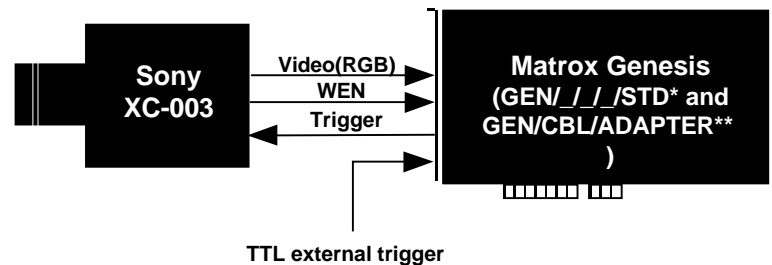 Sony
XC-003
Video(RGB)
WEN
Trigger
Matrox Genesis
(GEN/_/_/_/STD* and
GEN/CBL/ADAPTER**
)
TTL external trigger